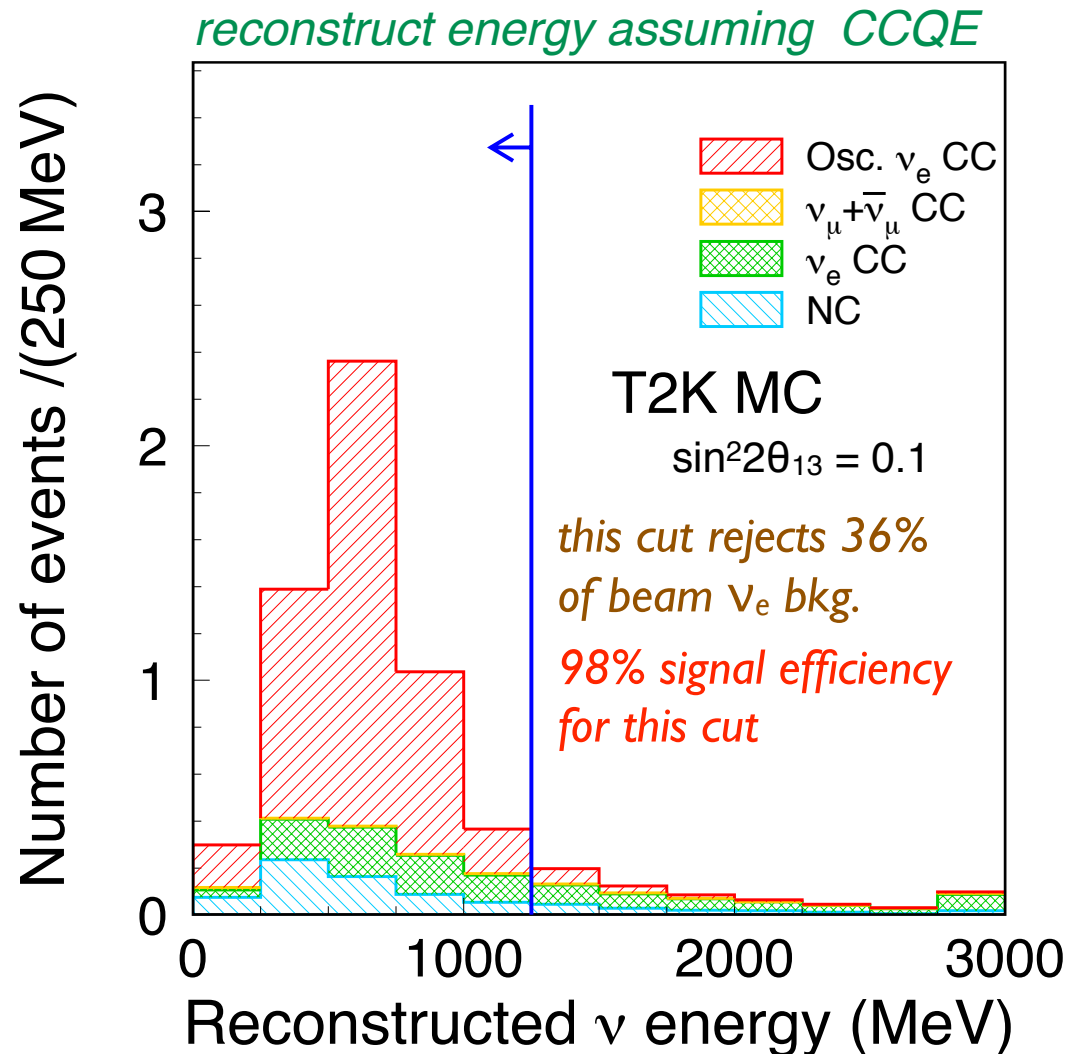 reconstruct energy assuming CCQE
Number of events /(250 MeV)
3
2
1
0
Osc. νe CC
νμ+ν̅μ CC
νe CC
NC
T2K MC
sin²2θ₁₃ = 0.1
this cut rejects 36%
of beam νe bkg.
98% signal efficiency
for this cut
0 1000 2000 3000
Reconstructed ν energy (MeV)